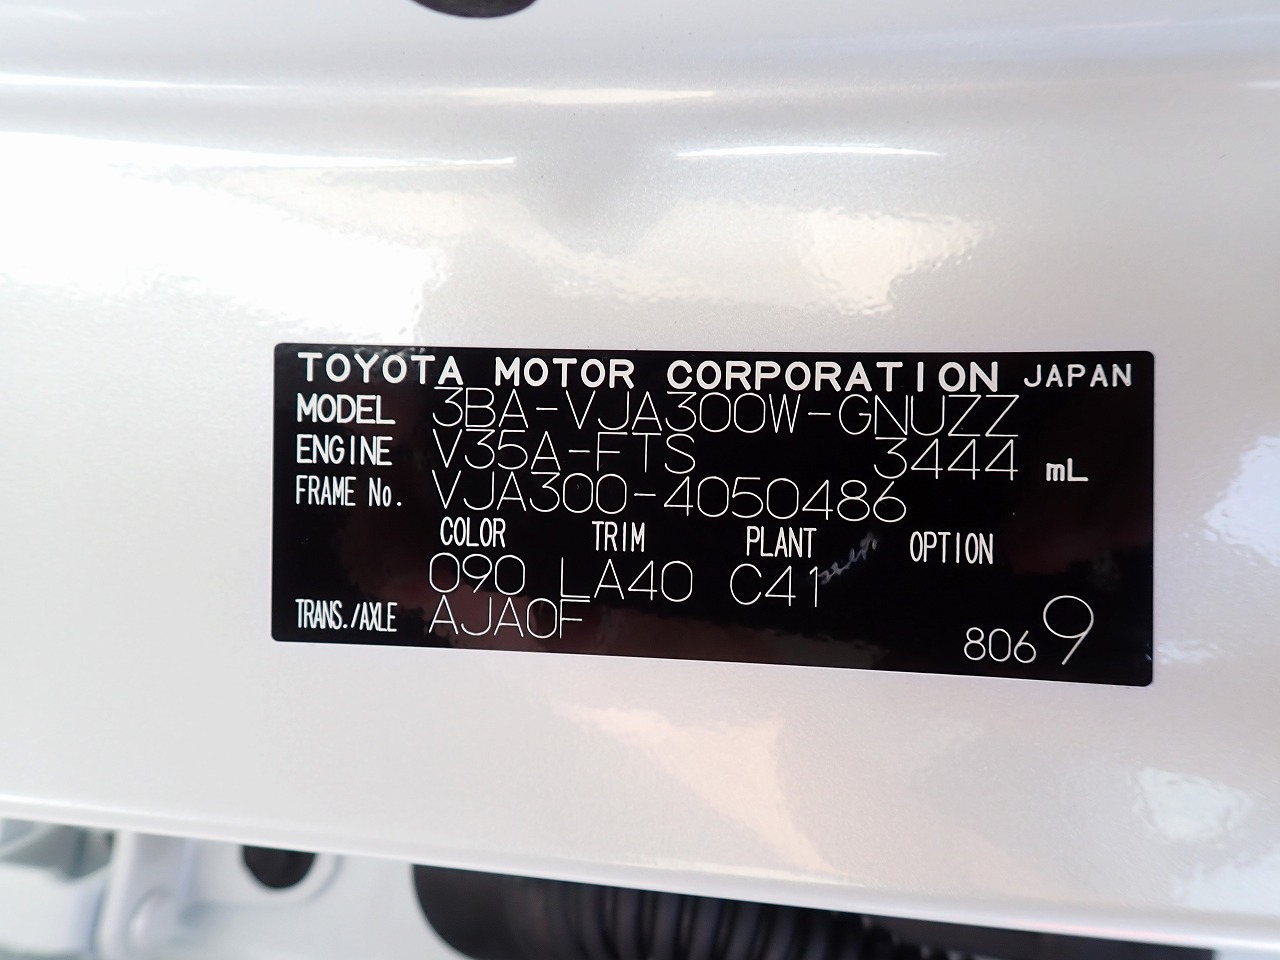 TOYOTA MOTOR CORPORATION JAPAN
MODEL 3BA-VJA300W-GNUZZ
ENGINE V35A-FTS 3444 mL
FRAME No. VJA300-4050486
COLOR TRIM PLANT OPTION
090 LA40 C41
TRANS./AXLE AJA0F
8069